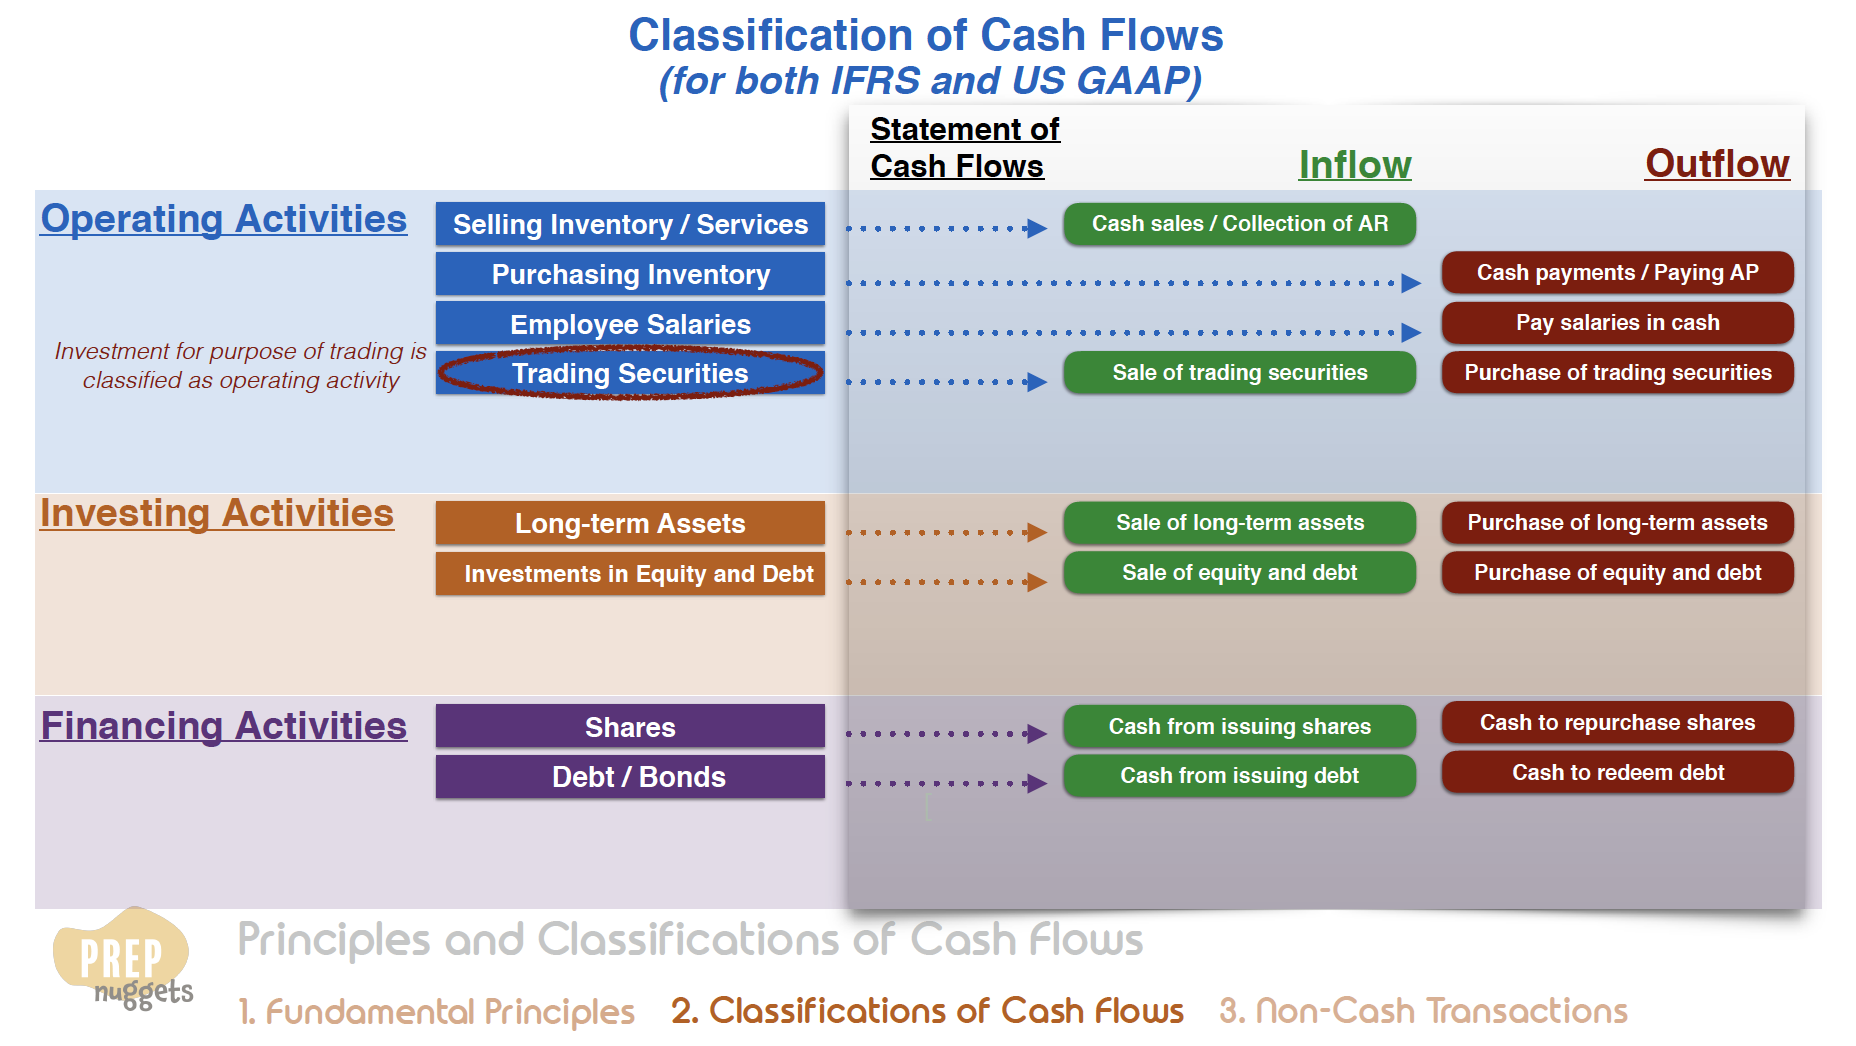 Classification of Cash Flows
(for both IFRS and US GAAP)
Statement of
Cash Flows
Inflow
Outflow
Operating Activities
Selling Inventory / Services
Cash sales / Collection of AR
Purchasing Inventory
Cash payments / Paying AP
Employee Salaries
Pay salaries in cash
Investment for purpose of trading is
classified as operating activity
Trading Securities
Sale of trading securities
Purchase of trading securities
Investing Activities
Long-term Assets
Sale of long-term assets
Purchase of long-term assets
Investments in Equity and Debt
Sale of equity and debt
Purchase of equity and debt
Financing Activities
Shares
Cash from issuing shares
Cash to repurchase shares
Debt / Bonds
Cash from issuing debt
Cash to redeem debt
PREP
nuggets
Principles and Classifications of Cash Flows
1. Fundamental Principles
2. Classifications of Cash Flows
3. Non-Cash Transactions